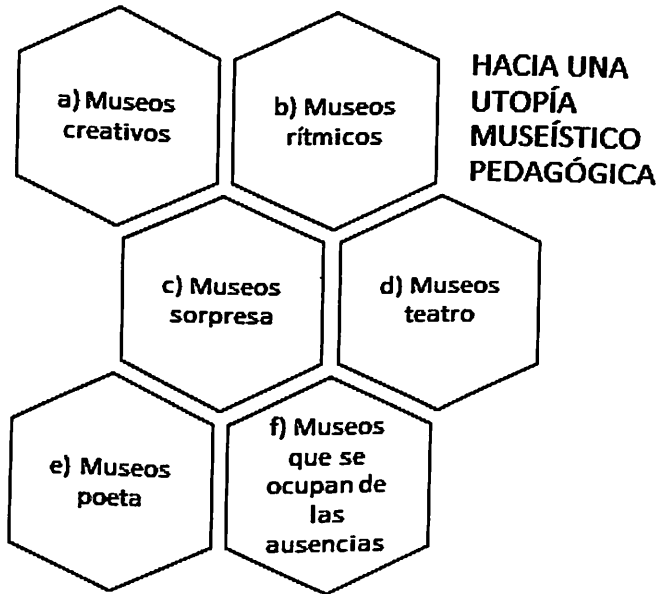 HACIA UNA
UTOPÍA
MUSEÍSTICO
PEDAGÓGICA
a) Museos
creativos
b) Museos
rítmicos
c) Museos
sorpresa
d) Museos
teatro
e) Museos
poeta
f) Museos
que se
ocupan de
las
ausencias